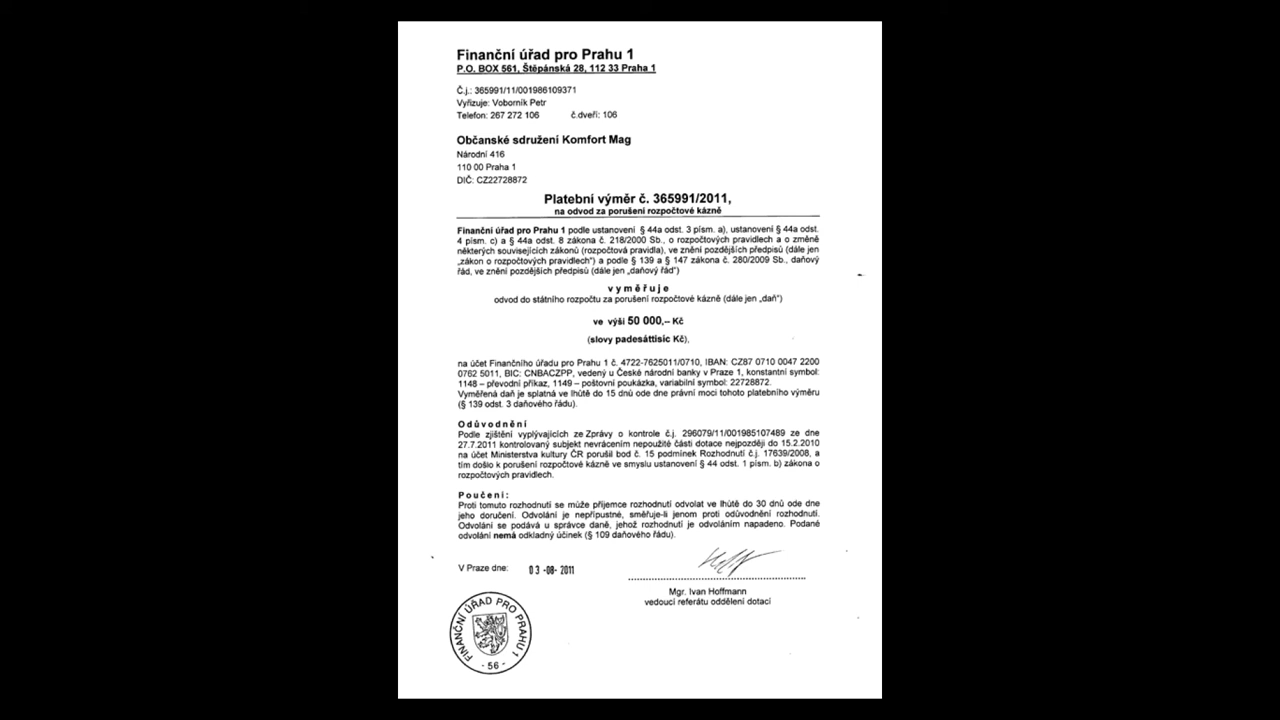 Finanční úřad pro Prahu 1
P.O. BOX 561, Štěpánská 28, 112 33 Praha 1
Č.j.: 365991/11/001986109371
Vyřizuje: Voborník Petr
Telefon: 267 272 106 č.dveří: 106
Občanské sdružení Komfort Mag
Národní 416
110 00 Praha 1
DIČ: CZ22728872
Platební výměr č. 365991/2011,
na odvod za porušení rozpočtové kázně
Finanční úřad pro Prahu 1 podle ustanovení § 44a odst. 3 písm. a), ustanovení § 44a odst.
4 písm. c) a § 44a odst. 8 zákona č. 218/2000 Sb., o rozpočtových pravidlech a o změně
některých souvisejících zákonů (rozpočtová pravidla), ve znění pozdějších předpisů (dále jen
„zákon o rozpočtových pravidlech“) a podle § 139 a § 147 zákona č. 280/2009 Sb., daňový
řád, ve znění pozdějších předpisů (dále jen „daňový řád“)
v y m ě ř u j e
odvod do státního rozpočtu za porušení rozpočtové kázně (dále jen „daň“)
ve výši 50 000,-- Kč
(slovy padesáttisíc Kč),
na účet Finančního úřadu pro Prahu 1 č. 4722-7625011/0710, IBAN: CZ87 0710 0047 2200
0762 5011, BIC: CNBACZPP, vedený u České národní banky v Praze 1, konstantní symbol:
1148 – převodní příkaz, 1149 – poštovní poukázka, variabilní symbol: 22728872.
Vyměřená daň je splatná ve lhůtě do 15 dnů ode dne právní moci tohoto platebního výměru
(§ 139 odst. 3 daňového řádu).
O d ů v o d n ě n í
Podle zjištění vyplývajících ze Zprávy o kontrole č.j. 296079/11/001985107489 ze dne
27.7.2011 kontrolovaný subjekt nevrácením nepoužité části dotace nejpozději do 15.2.2010
na účet Ministerstva kultury ČR porušil bod č. 15 podmínek Rozhodnutí č.j. 17639/2008, a
tím došlo k porušení rozpočtové kázně ve smyslu ustanovení § 44 odst. 1 písm. b) zákona o
rozpočtových pravidlech.
P o u č e n í :
Proti tomuto rozhodnutí se může příjemce rozhodnutí odvolat ve lhůtě do 30 dnů ode dne
jeho doručení. Odvolání je nepřípustné, směřuje-li jenom proti odůvodnění rozhodnutí.
Odvolání se podává u správce daně, jehož rozhodnutí je odvoláním napadeno. Podané
odvolání nemá odkladný účinek (§ 109 daňového řádu).
V Praze dne: 03 -08- 2011
Mgr. Ivan Hoffmann
vedoucí referátu oddělení dotací
FINANČNÍ ÚŘAD PRO PRAHU 1
- 56 -